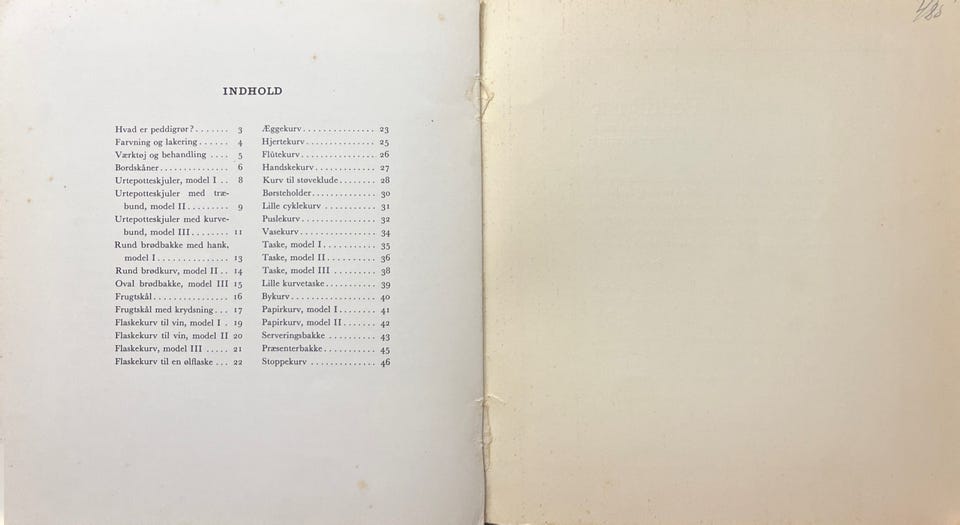 INDHOLD
Hvad er peddigrør? ....... 3
Farvning og lakering ...... 4
Værktøj og behandling .... 5
Bordskåner............... 6
Urtepotteskjuler, model I .. 8
Urtepotteskjuler med træ-
bund, model II......... 9
Urtepotteskjuler med kurve-
bund, model III........ 11
Rund brødbakke med hank,
model I............... 13
Rund brødkurv, model II .. 14
Oval brødbakke, model III 15
Frugtskål................ 16
Frugtskål med krydsning... 17
Flaskekurv til vin, model I . 19
Flaskekurv til vin, model II 20
Flaskekurv, model III ..... 21
Flaskekurv til en ølflaske ... 22
Æggekurv............... 23
Hjertekurv.............. 25
Flûtekurv............... 26
Handskekurv............ 27
Kurv til støveklude........ 28
Børsteholder............. 30
Lille cyklekurv ........... 31
Puslekurv............... 32
Vasekurv................ 34
Taske, model I........... 35
Taske, model II.......... 36
Taske, model III ......... 38
Lille kurvetaske........... 39
Bykurv................. 40
Papirkurv, model I........ 41
Papirkurv, model II....... 42
Serveringsbakke .......... 43
Præsenterbakke........... 45
Stoppekurv .............. 46